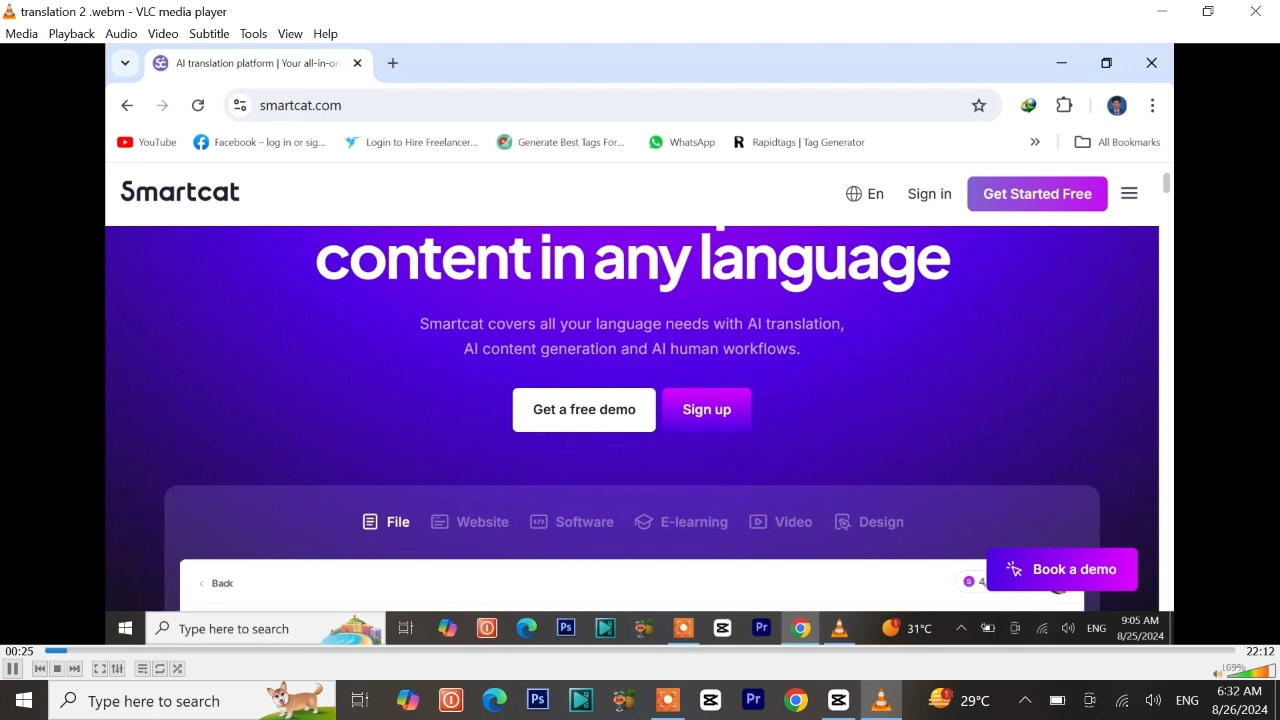 translation 2 .webm - VLC media player
Media Playback Audio Video Subtitle Tools View Help
AI translation platform | Your all-in-on
smartcat.com
YouTube Facebook – log in or sig... Login to Hire Freelancer... Generate Best Tags For... WhatsApp Rapidtags | Tag Generator » All Bookmarks
Smartcat En Sign in Get Started Free
content in any language
Smartcat covers all your language needs with AI translation,
AI content generation and AI human workflows.
Get a free demo Sign up
File Website Software E-learning Video Design
Book a demo
Back
Type here to search 31°C ENG 9:05 AM
8/25/2024
00:25 22:12
169%
Type here to search 29°C ENG 6:32 AM
8/26/2024